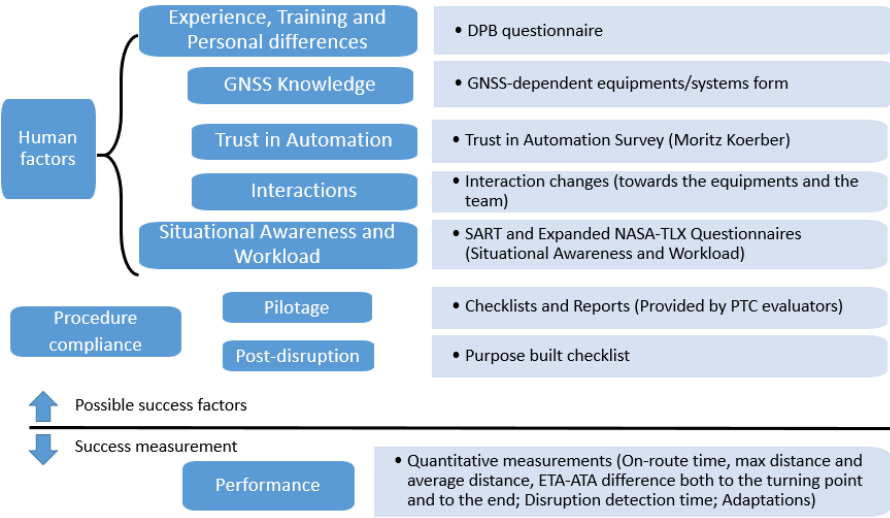 Experience, Training and
Personal differences
• DPB questionnaire
GNSS Knowledge
• GNSS-dependent equipments/systems form
Human
factors
Trust in Automation
• Trust in Automation Survey (Moritz Koerber)
Interactions
• Interaction changes (towards the equipments and the
team)
Situational Awareness and
Workload
• SART and Expanded NASA-TLX Questionnaires
(Situational Awareness and Workload)
Procedure
compliance
Pilotage
• Checklists and Reports (Provided by PTC evaluators)
Post-disruption
• Purpose built checklist
Possible success factors
Success measurement
Performance
• Quantitative measurements (On-route time, max distance and
average distance, ETA-ATA difference both to the turning point
and to the end; Disruption detection time; Adaptations)